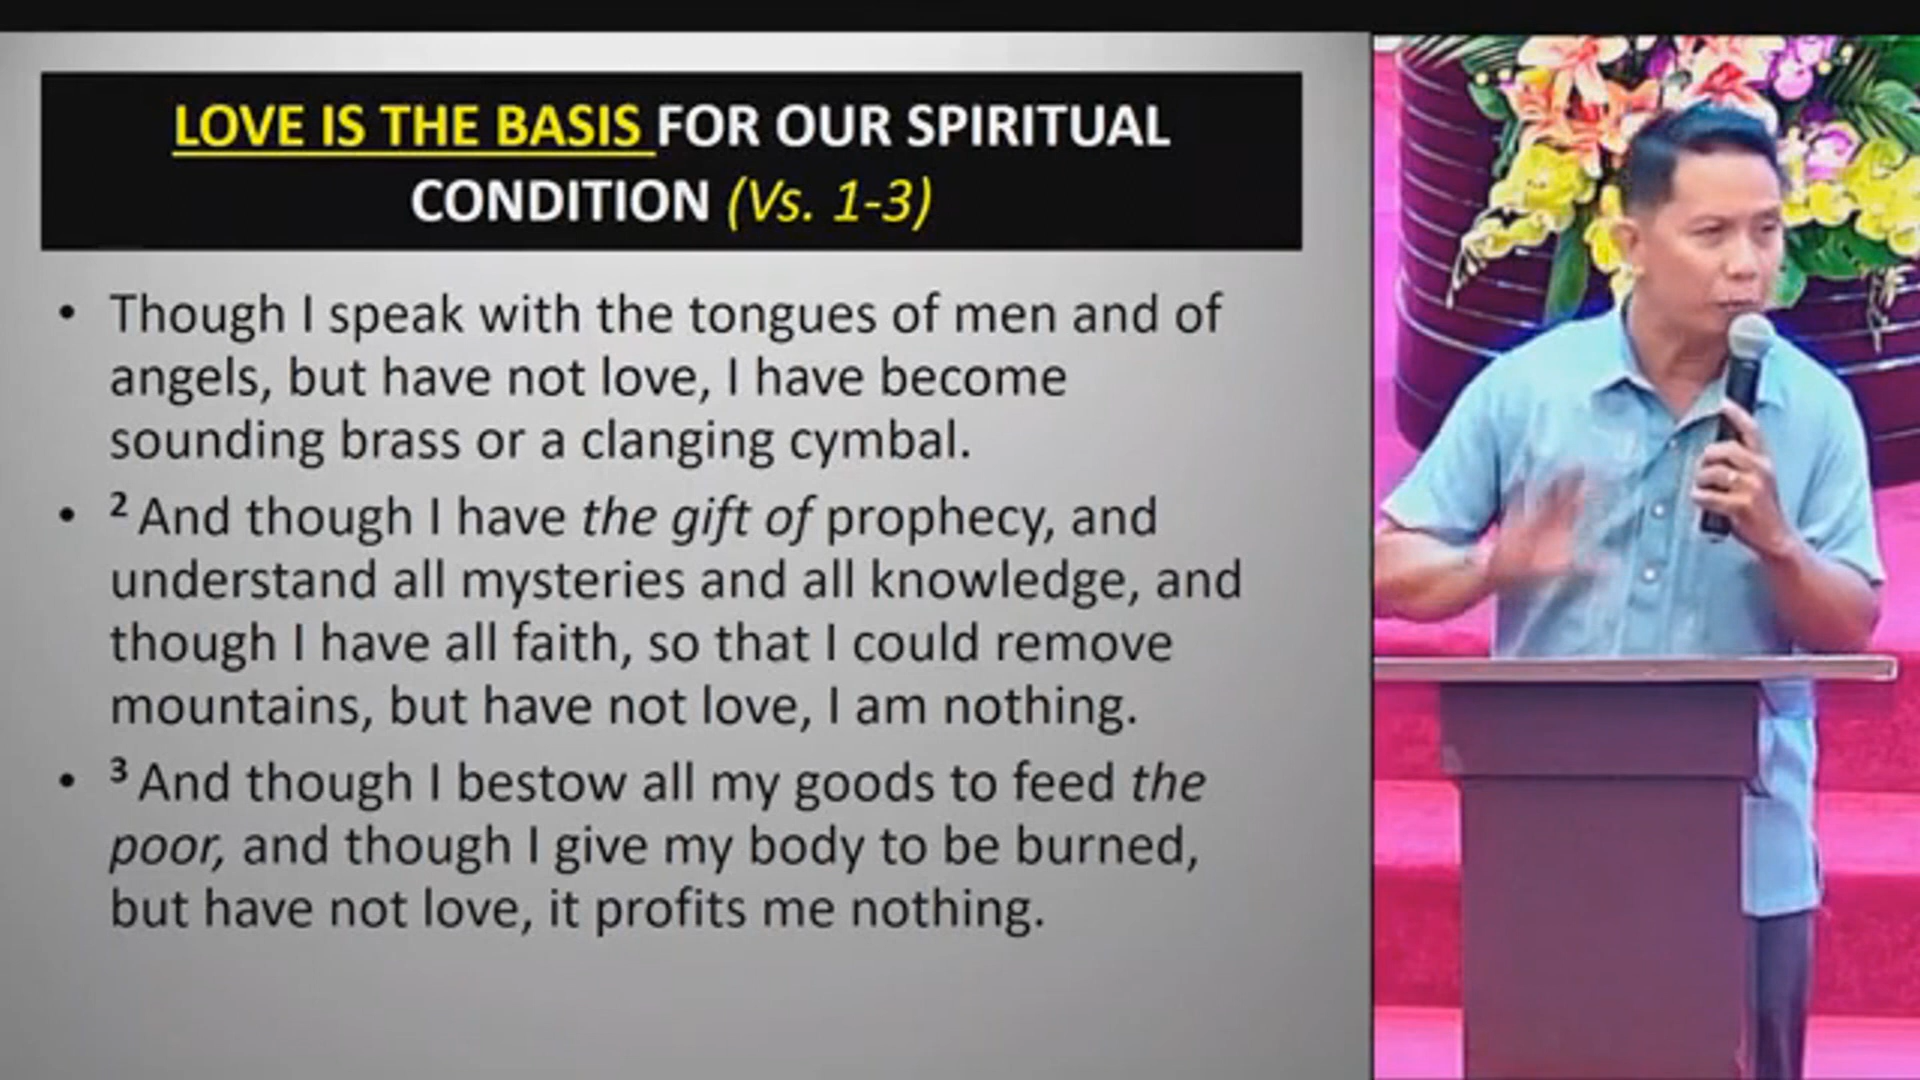 LOVE IS THE BASIS FOR OUR SPIRITUAL
CONDITION (Vs. 1-3)
• Though I speak with the tongues of men and of
angels, but have not love, I have become
sounding brass or a clanging cymbal.
• ² And though I have the gift of prophecy, and
understand all mysteries and all knowledge, and
though I have all faith, so that I could remove
mountains, but have not love, I am nothing.
• ³ And though I bestow all my goods to feed the
poor, and though I give my body to be burned,
but have not love, it profits me nothing.